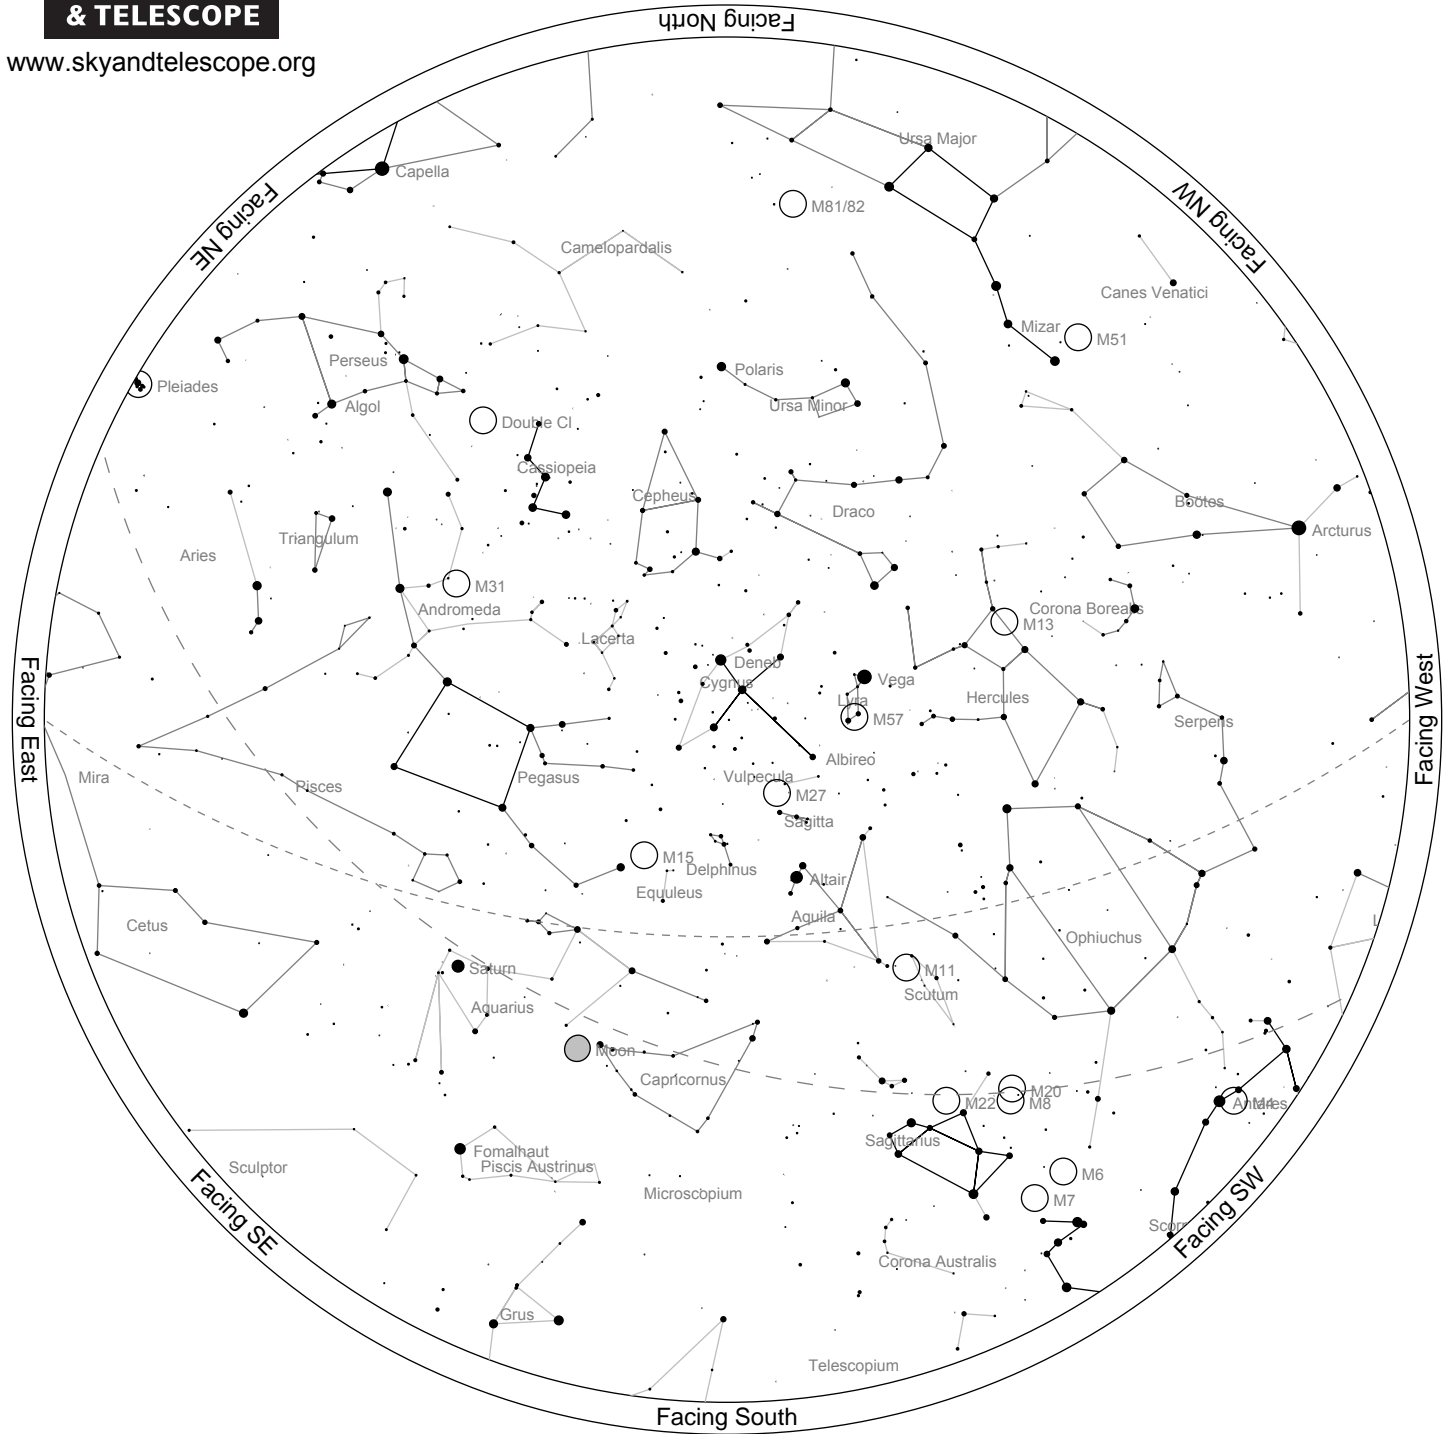 & TELESCOPE
www.skyandtelescope.org
Facing North
Ursa Major
Capella
M81/82
Facing NE
Facing NW
Camelopardalis
Canes Venatici
Mizar
M51
Perseus
Polaris
Pleiades
Algol
Ursa Minor
Double Cl
Cassiopeia
Cepheus
Boötes
Draco
Arcturus
Triangulum
Aries
M31
Andromeda
Corona Borealis
M13
Lacerta
Deneb
Cygnus
Vega
Lyra
Hercules
M57
Serpens
Facing East
Facing West
Albireo
Mira
Pegasus
Vulpecula
Pisces
M27
Sagitta
M15
Delphinus
Altair
Equuleus
Aquila
Cetus
L
Ophiuchus
Saturn
M11
Scutum
Aquarius
Moon
Capricornus
M20
M22
M8
Antares
M4
Sagittarius
Fomalhaut
Piscis Austrinus
Sculptor
M6
Microscopium
M7
Facing SE
Facing SW
Scorr
Corona Australis
Grus
Telescopium
Facing South